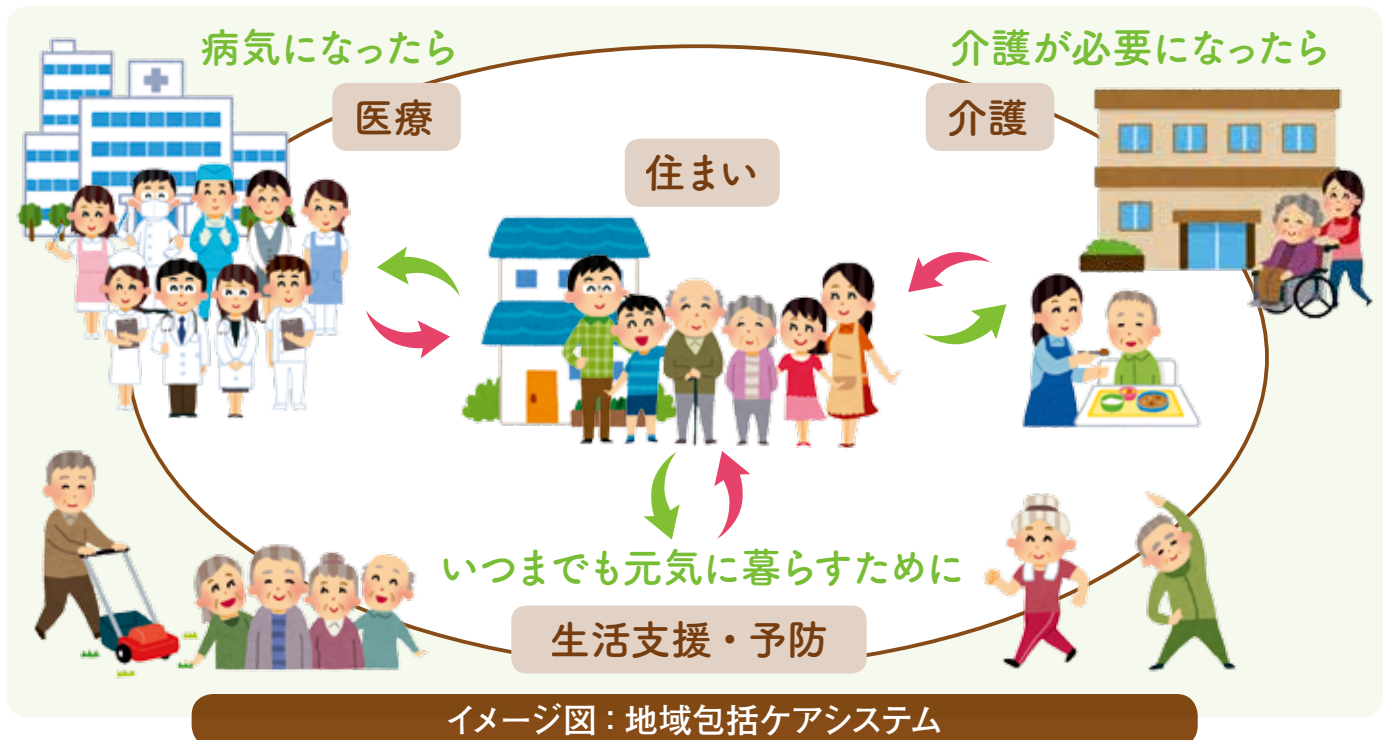 病気になったら
介護が必要になったら
医療
介護
住まい
いつまでも元気に暮らすために
生活支援・予防
イメージ図：地域包括ケアシステム